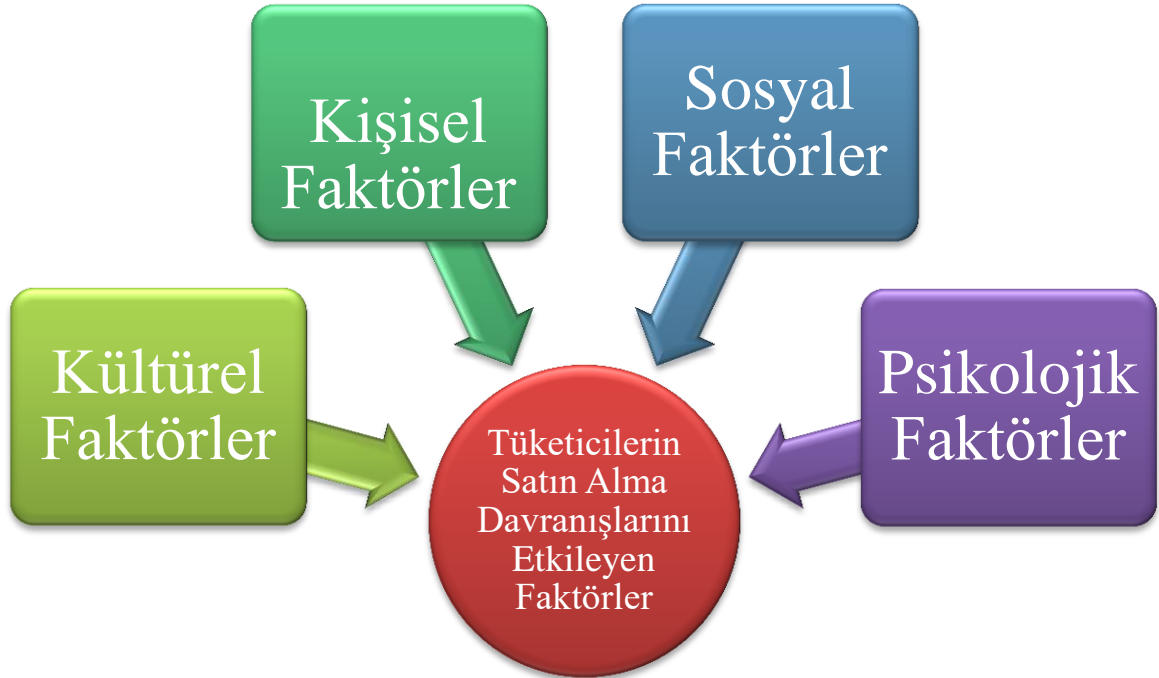 Kişisel
Faktörler
Sosyal
Faktörler
Kültürel
Faktörler
Psikolojik
Faktörler
Tüketicilerin
Satın Alma
Davranışlarını
Etkileyen
Faktörler